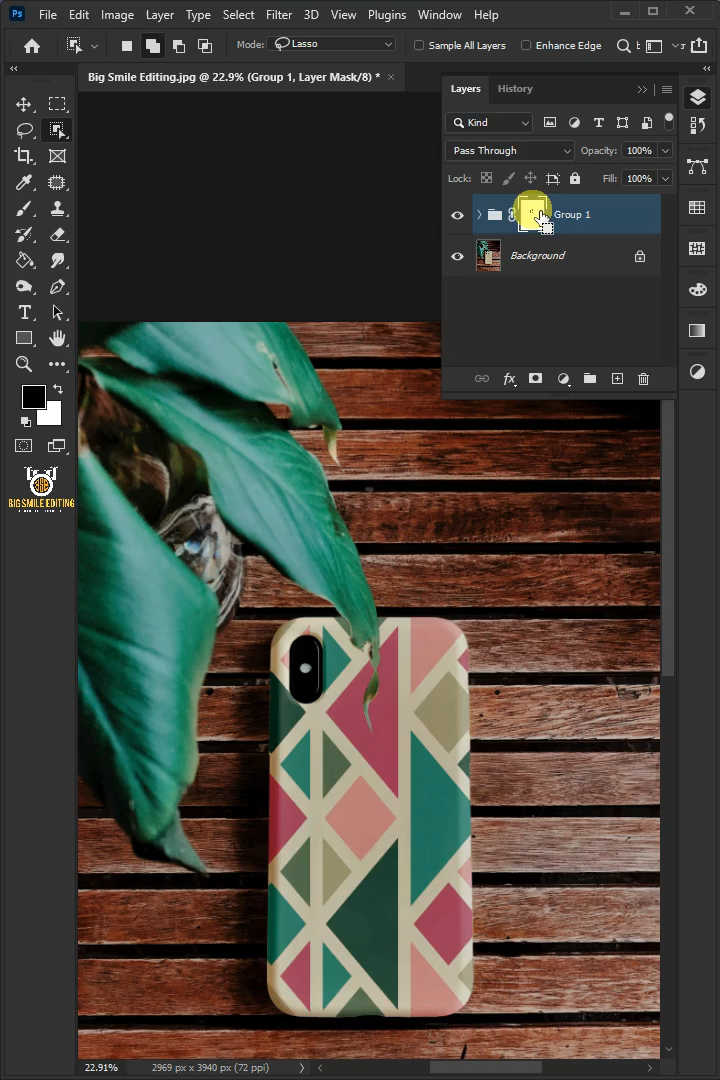 Ps File Edit Image Layer Type Select Filter 3D View Plugins Window Help
Mode: Lasso Sample All Layers Enhance Edge
Big Smile Editing.jpg @ 22.9% (Group 1, Layer Mask/8) *
Layers History
Kind
Pass Through Opacity: 100%
Lock: Fill: 100%
Group 1
Background
fx
BIG SMILE EDITING
22.91% 2969 px x 3940 px (72 ppi)